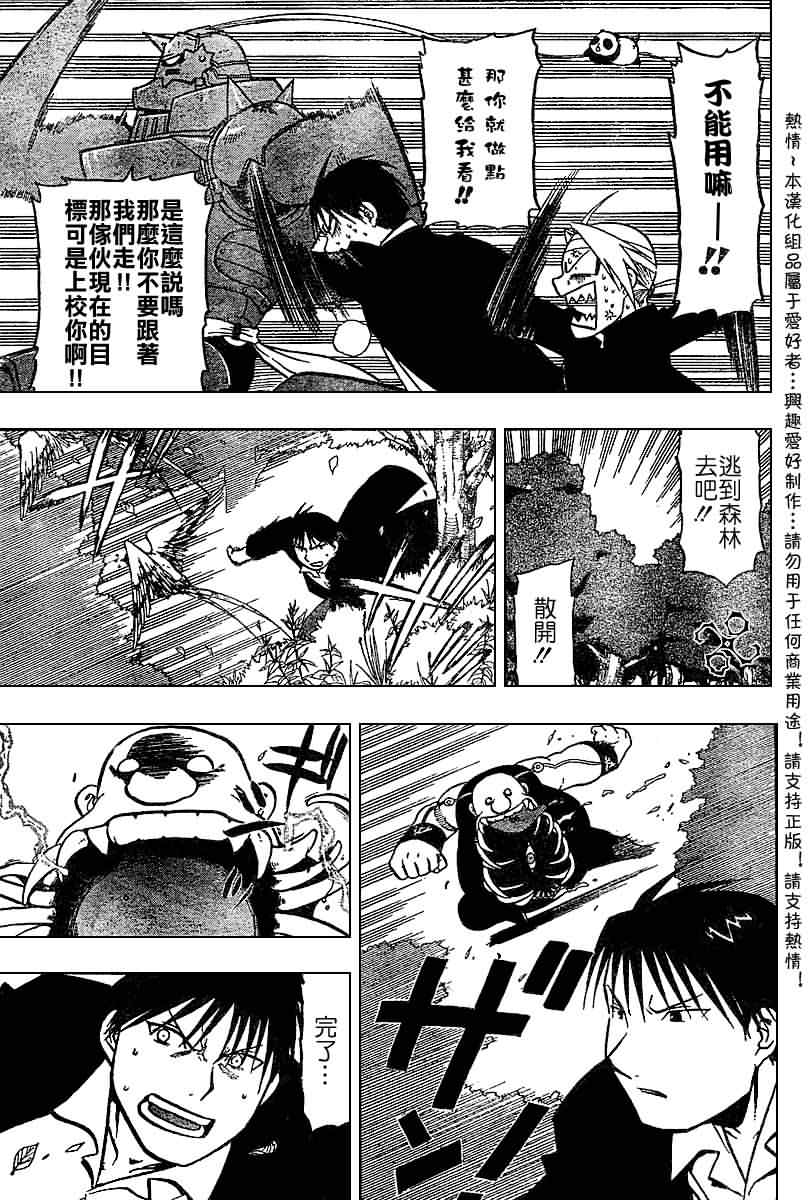 不能用嘛—!!
那你就做點
甚麼給我看!!
是這麼說嗎
那麼你不要跟著
我們走!!
那傢伙現在的目
標可是上校你啊!!
逃到森林
去吧!!
散開!!
ザザン
完了…
熱情~本漢化組品屬于愛好者…興趣愛好制作…請勿用于任何商業用途！請支持正版！請支持熱情！